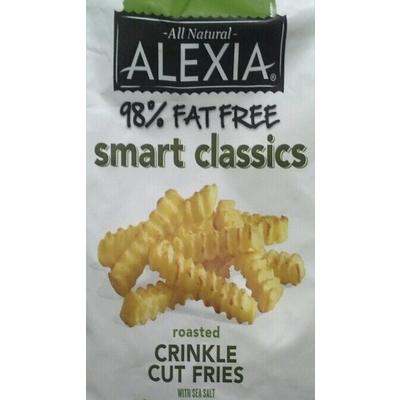 -All Natural-
ALEXIA®
98% FAT FREE
smart classics
roasted
CRINKLE
CUT FRIES
WITH SEA SALT